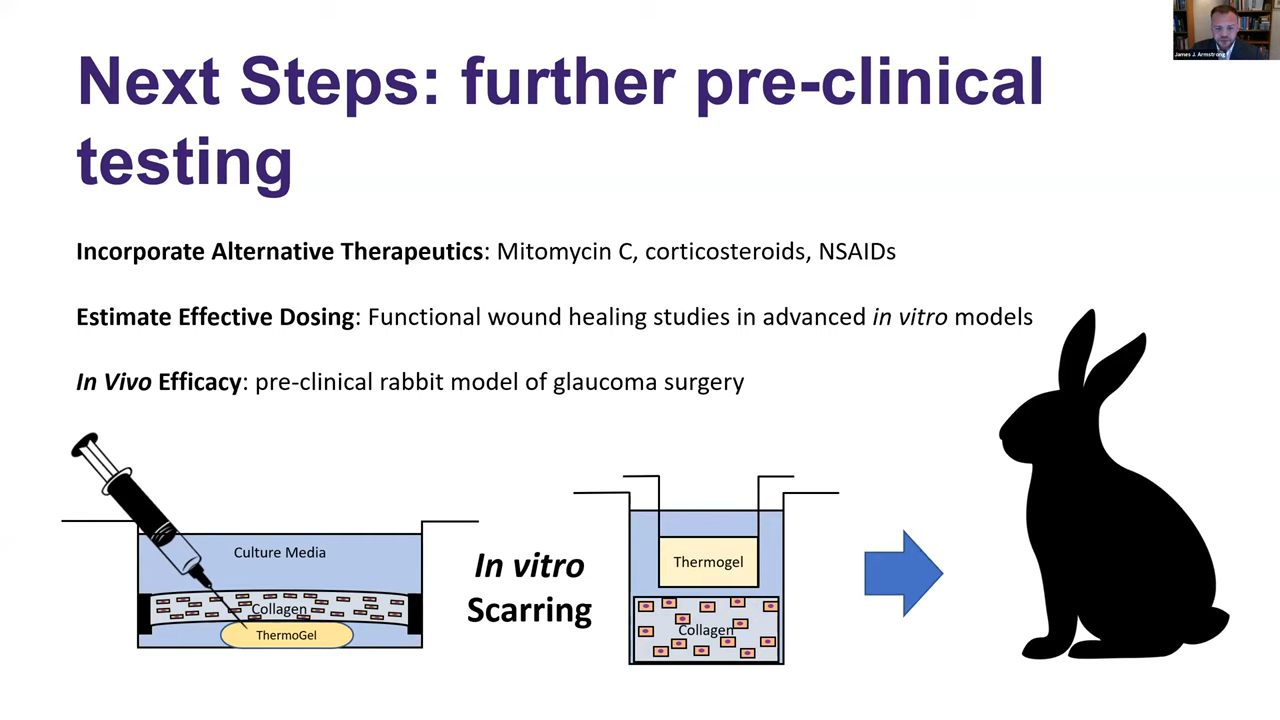 James J. Armstrong
Next Steps: further pre-clinical
testing
Incorporate Alternative Therapeutics: Mitomycin C, corticosteroids, NSAIDs
Estimate Effective Dosing: Functional wound healing studies in advanced in vitro models
In Vivo Efficacy: pre-clinical rabbit model of glaucoma surgery
Culture Media
Collagen
ThermoGel
In vitro
Scarring
Thermogel
Collagen